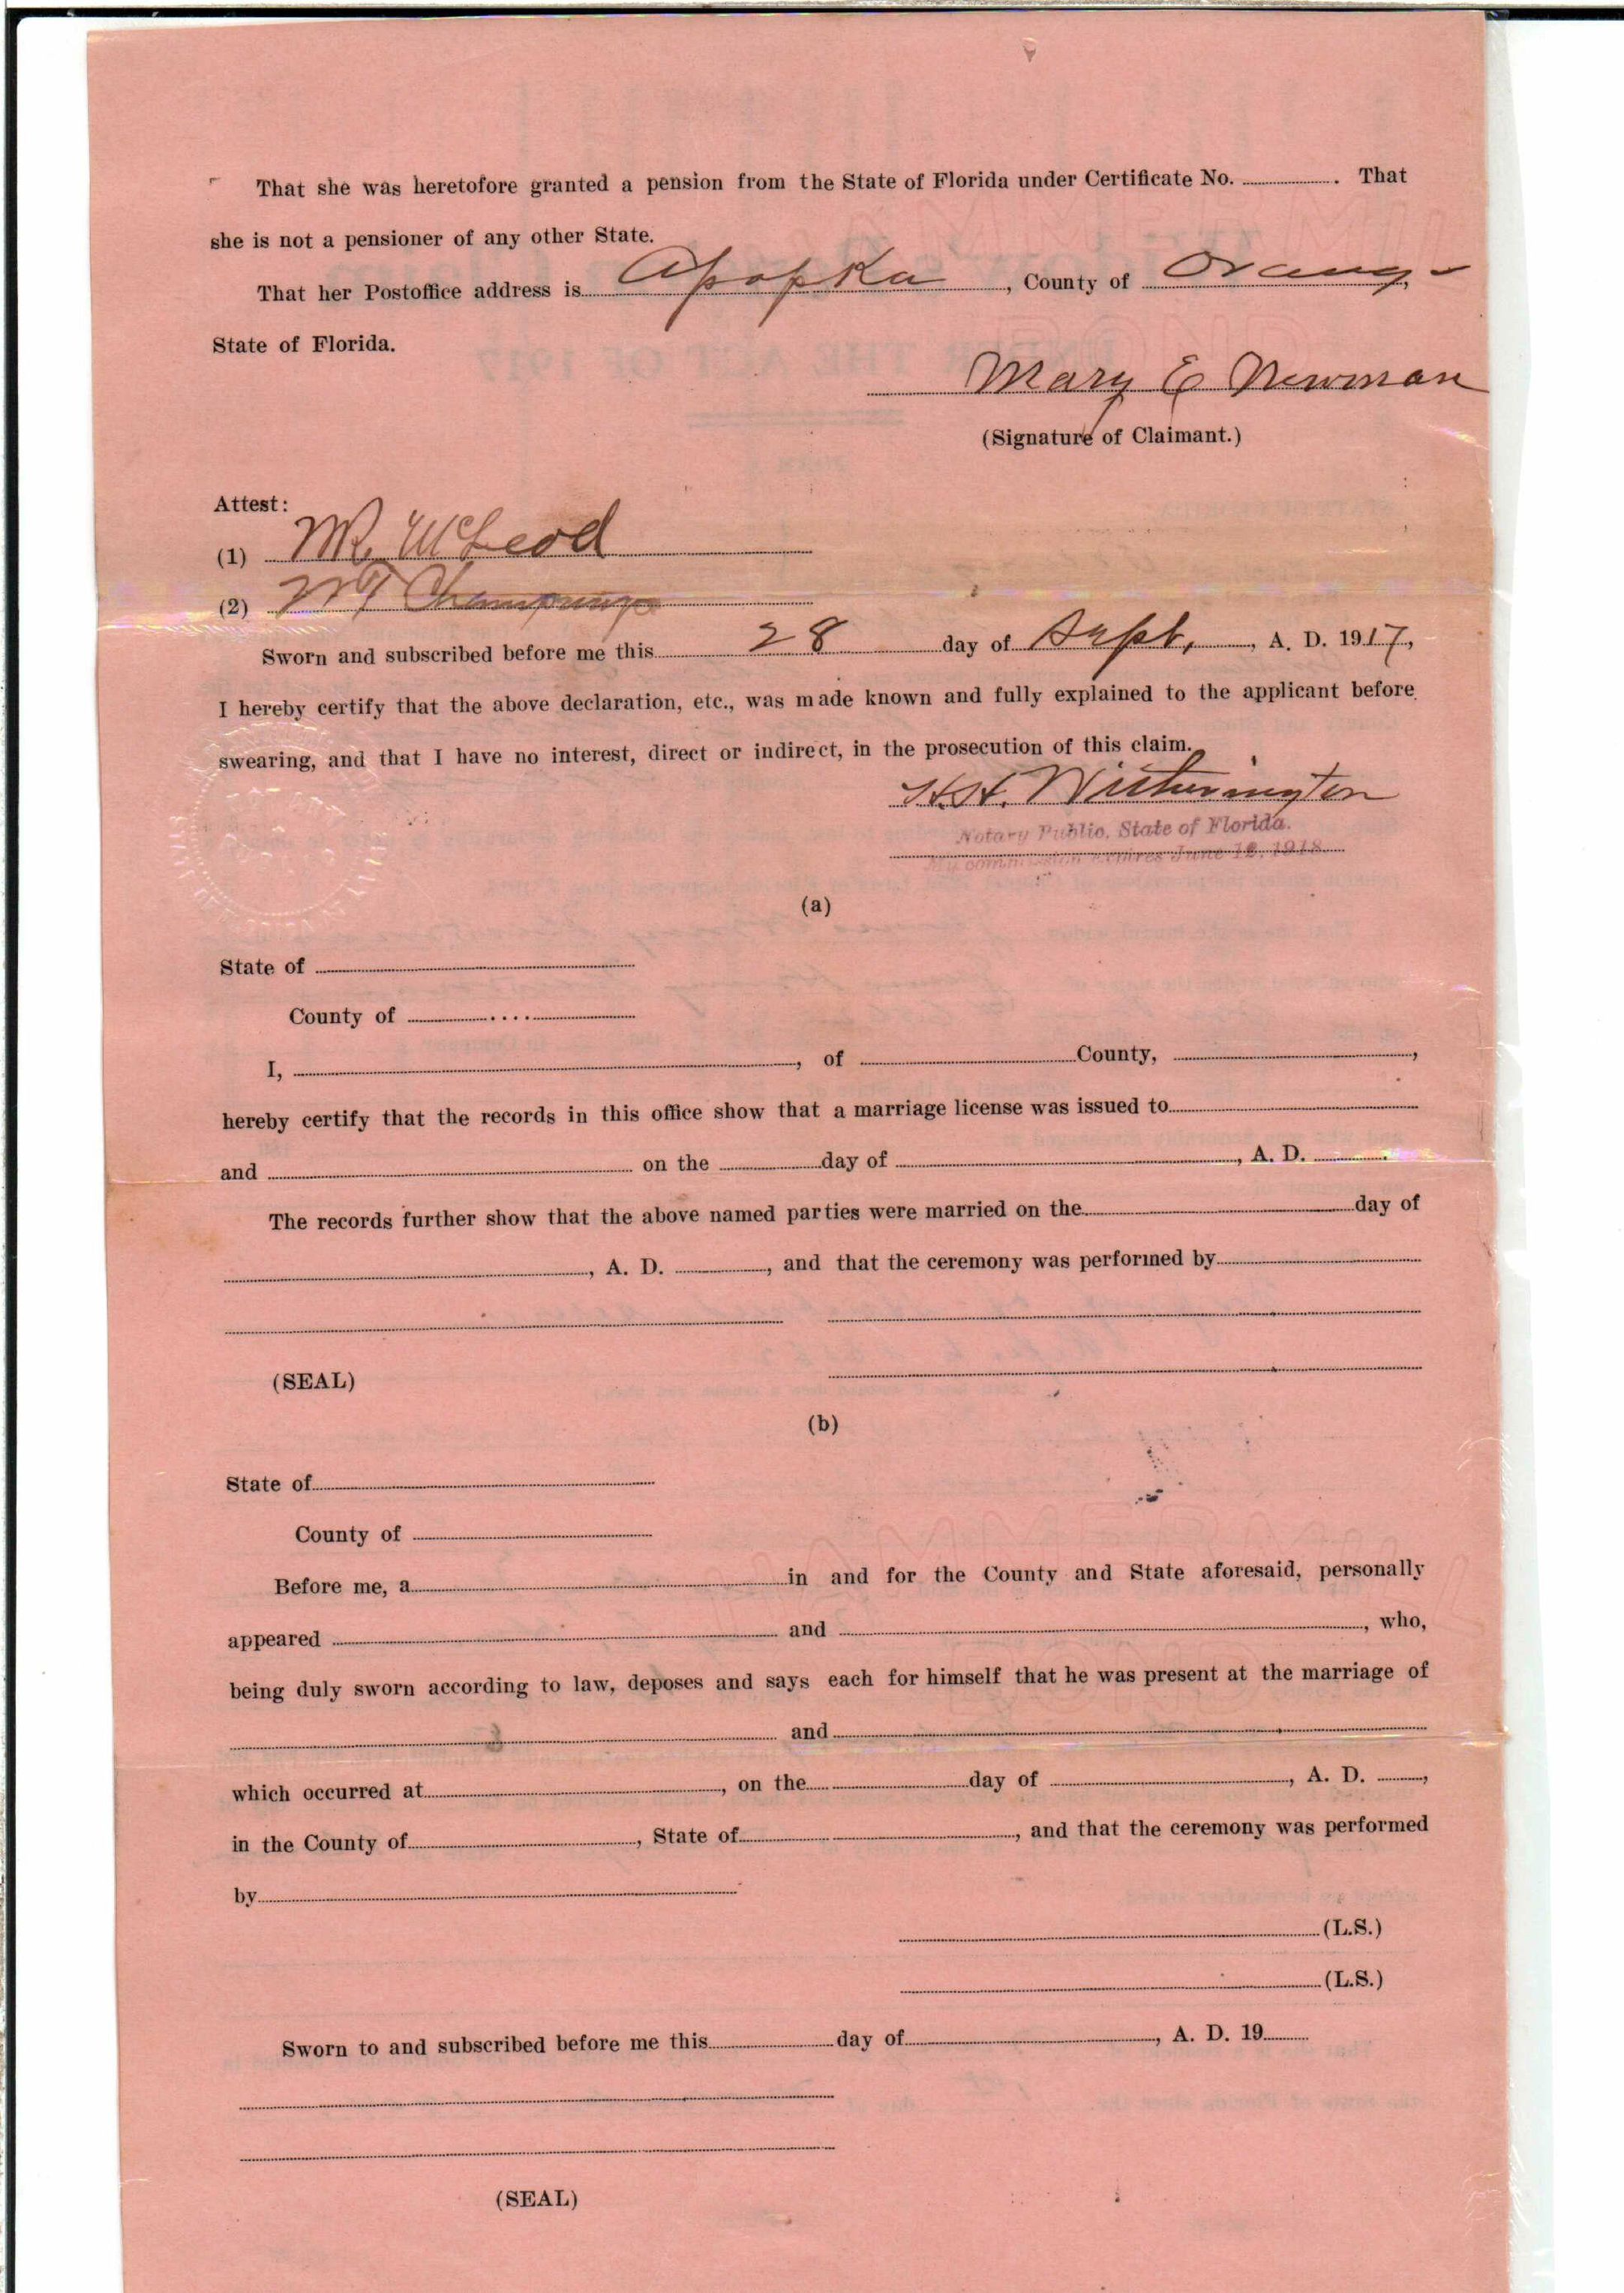 That she was heretofore granted a pension from the State of Florida under Certificate No. .......... . That
she is not a pensioner of any other State.
That her Postoffice address is Apopka, County of Orange,
State of Florida.
Mary E Newman
(Signature of Claimant.)
Attest:
(1) McLeod
(2)
Sworn and subscribed before me this 28 day of Sept., A. D. 1917,
I hereby certify that the above declaration, etc., was made known and fully explained to the applicant before
swearing, and that I have no interest, direct or indirect, in the prosecution of this claim.
H.H. Witherington
Notary Public, State of Florida.
My commission expires June 12, 1918
(a)
State of
County of
I, , of County, ,
hereby certify that the records in this office show that a marriage license was issued to
and on the day of , A. D.
The records further show that the above named parties were married on the day of
, A. D. , and that the ceremony was performed by
(SEAL)
(b)
State of
County of
Before me, a in and for the County and State aforesaid, personally
appeared and , who,
being duly sworn according to law, deposes and says each for himself that he was present at the marriage of
and
which occurred at , on the day of , A. D. ,
in the County of , State of , and that the ceremony was performed
by
(L.S.)
(L.S.)
Sworn to and subscribed before me this day of , A. D. 19
(SEAL)